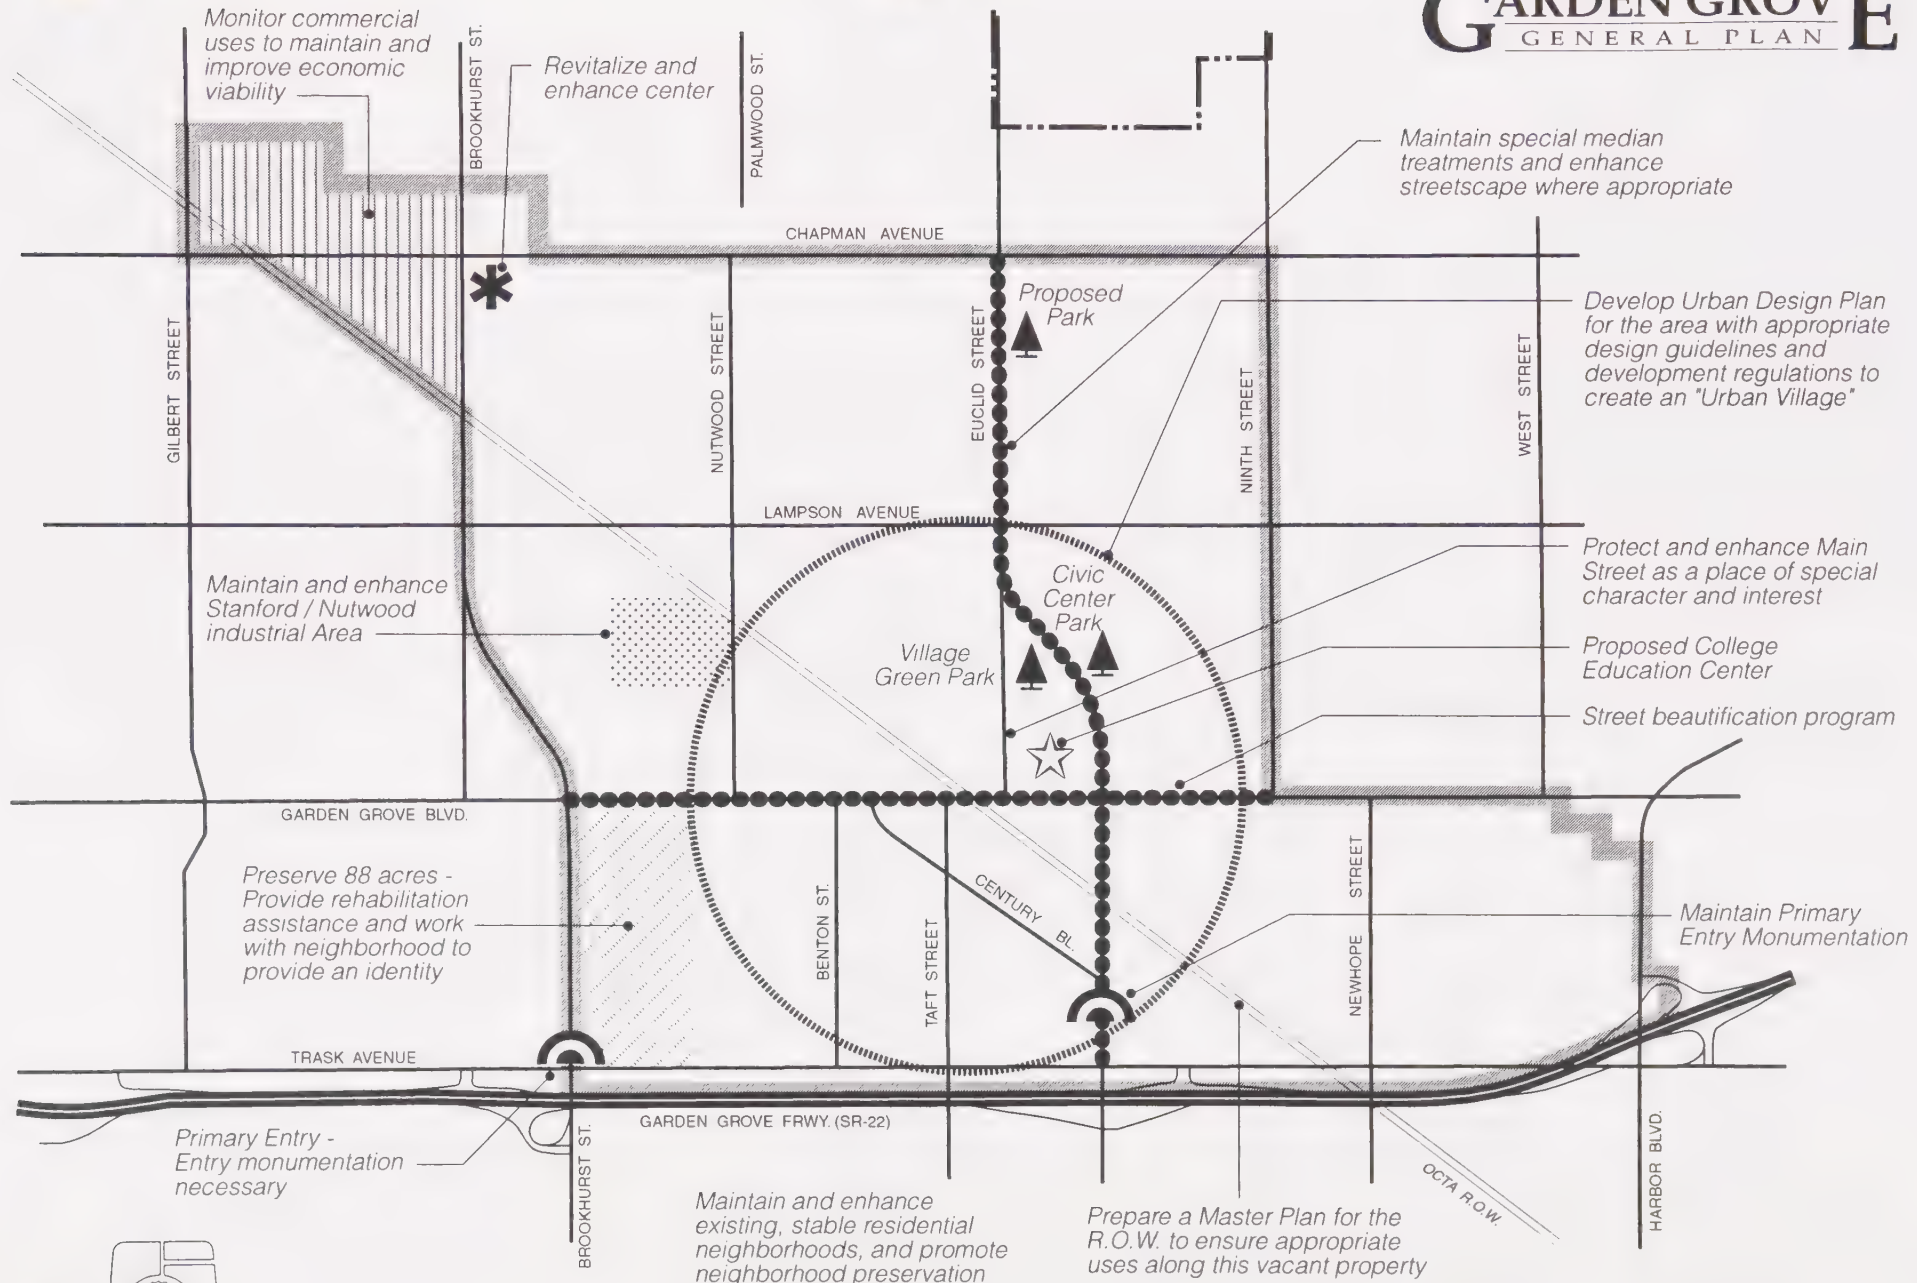 GARDEN GROVE
GENERAL PLAN
Monitor commercial
uses to maintain and
improve economic
viability
BROOKHURST ST.
Revitalize and
enhance center
PALMWOOD ST.
Maintain special median
treatments and enhance
streetscape where appropriate
CHAPMAN AVENUE
Proposed
Park
Develop Urban Design Plan
for the area with appropriate
design guidelines and
development regulations to
create an "Urban Village"
GILBERT STREET
NUTWOOD STREET
EUCLID STREET
NINTH STREET
WEST STREET
LAMPSON AVENUE
Maintain and enhance
Stanford / Nutwood
industrial Area
Civic
Center
Park
Village
Green Park
Protect and enhance Main
Street as a place of special
character and interest
Proposed College
Education Center
Street beautification program
GARDEN GROVE BLVD.
Preserve 88 acres -
Provide rehabilitation
assistance and work
with neighborhood to
provide an identity
BENTON ST.
TAFT STREET
CENTURY BL.
NEWHOPE STREET
Maintain Primary
Entry Monumentation
TRASK AVENUE
GARDEN GROVE FRWY. (SR-22)
Primary Entry -
Entry monumentation
necessary
BROOKHURST ST.
OCTA R.O.W.
HARBOR BLVD.
Maintain and enhance
existing, stable residential
neighborhoods, and promote
neighborhood preservation
Prepare a Master Plan for the
R.O.W. to ensure appropriate
uses along this vacant property